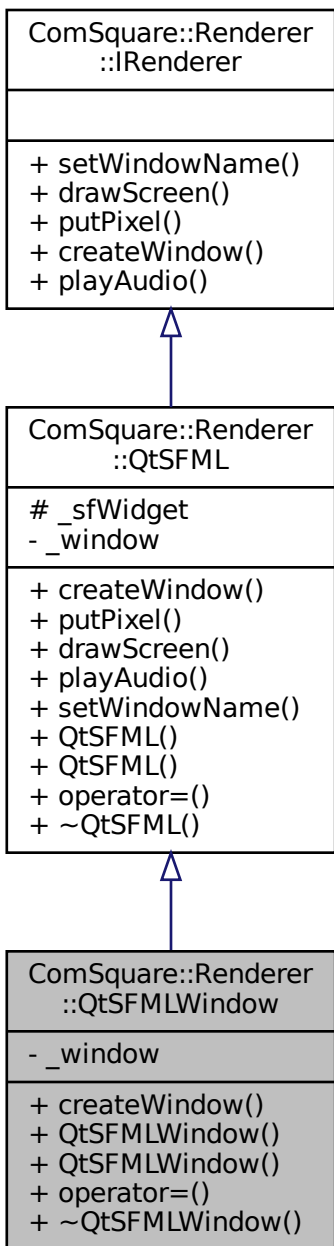 ComSquare::Renderer
::IRenderer
+ setWindowName()
+ drawScreen()
+ putPixel()
+ createWindow()
+ playAudio()
ComSquare::Renderer
::QtSFML
# _sfWidget
- _window
+ createWindow()
+ putPixel()
+ drawScreen()
+ playAudio()
+ setWindowName()
+ QtSFML()
+ QtSFML()
+ operator=()
+ ~QtSFML()
ComSquare::Renderer
::QtSFMLWindow
- _window
+ createWindow()
+ QtSFMLWindow()
+ QtSFMLWindow()
+ operator=()
+ ~QtSFMLWindow()